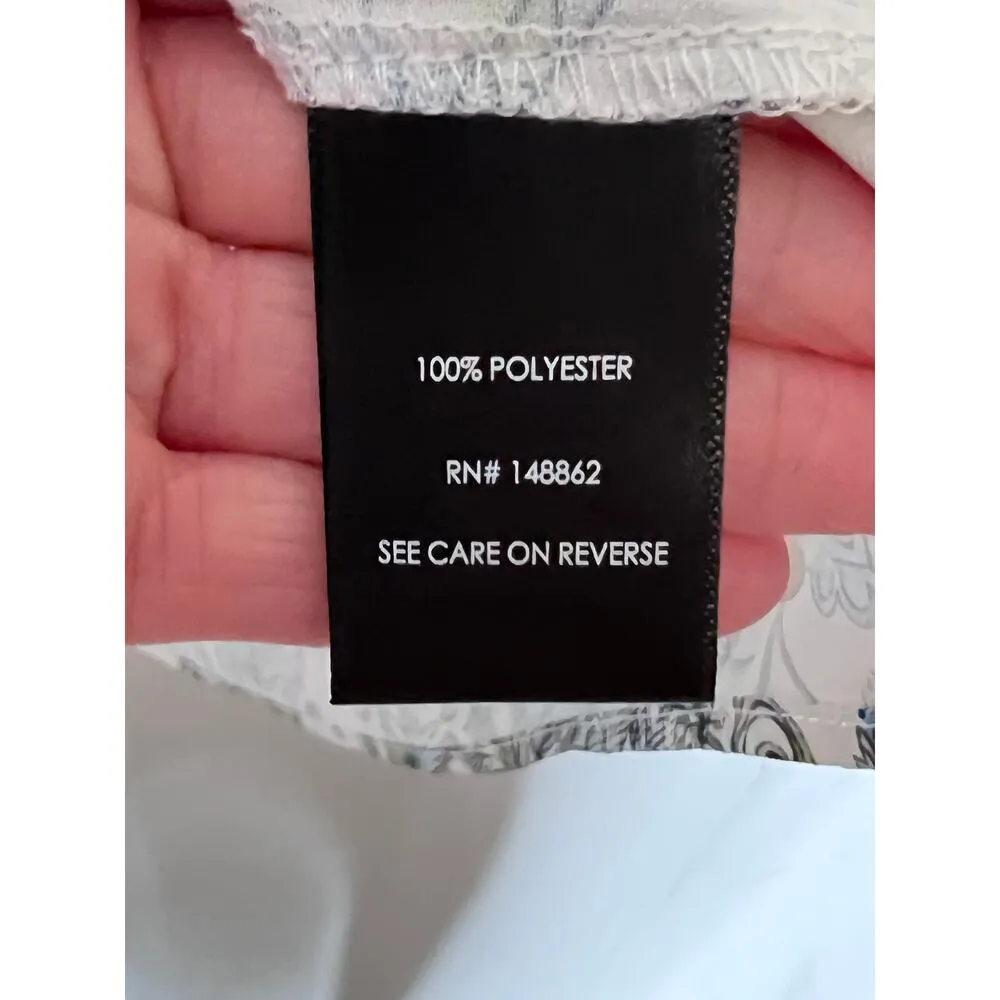 100% POLYESTER
RN# 148862
SEE CARE ON REVERSE